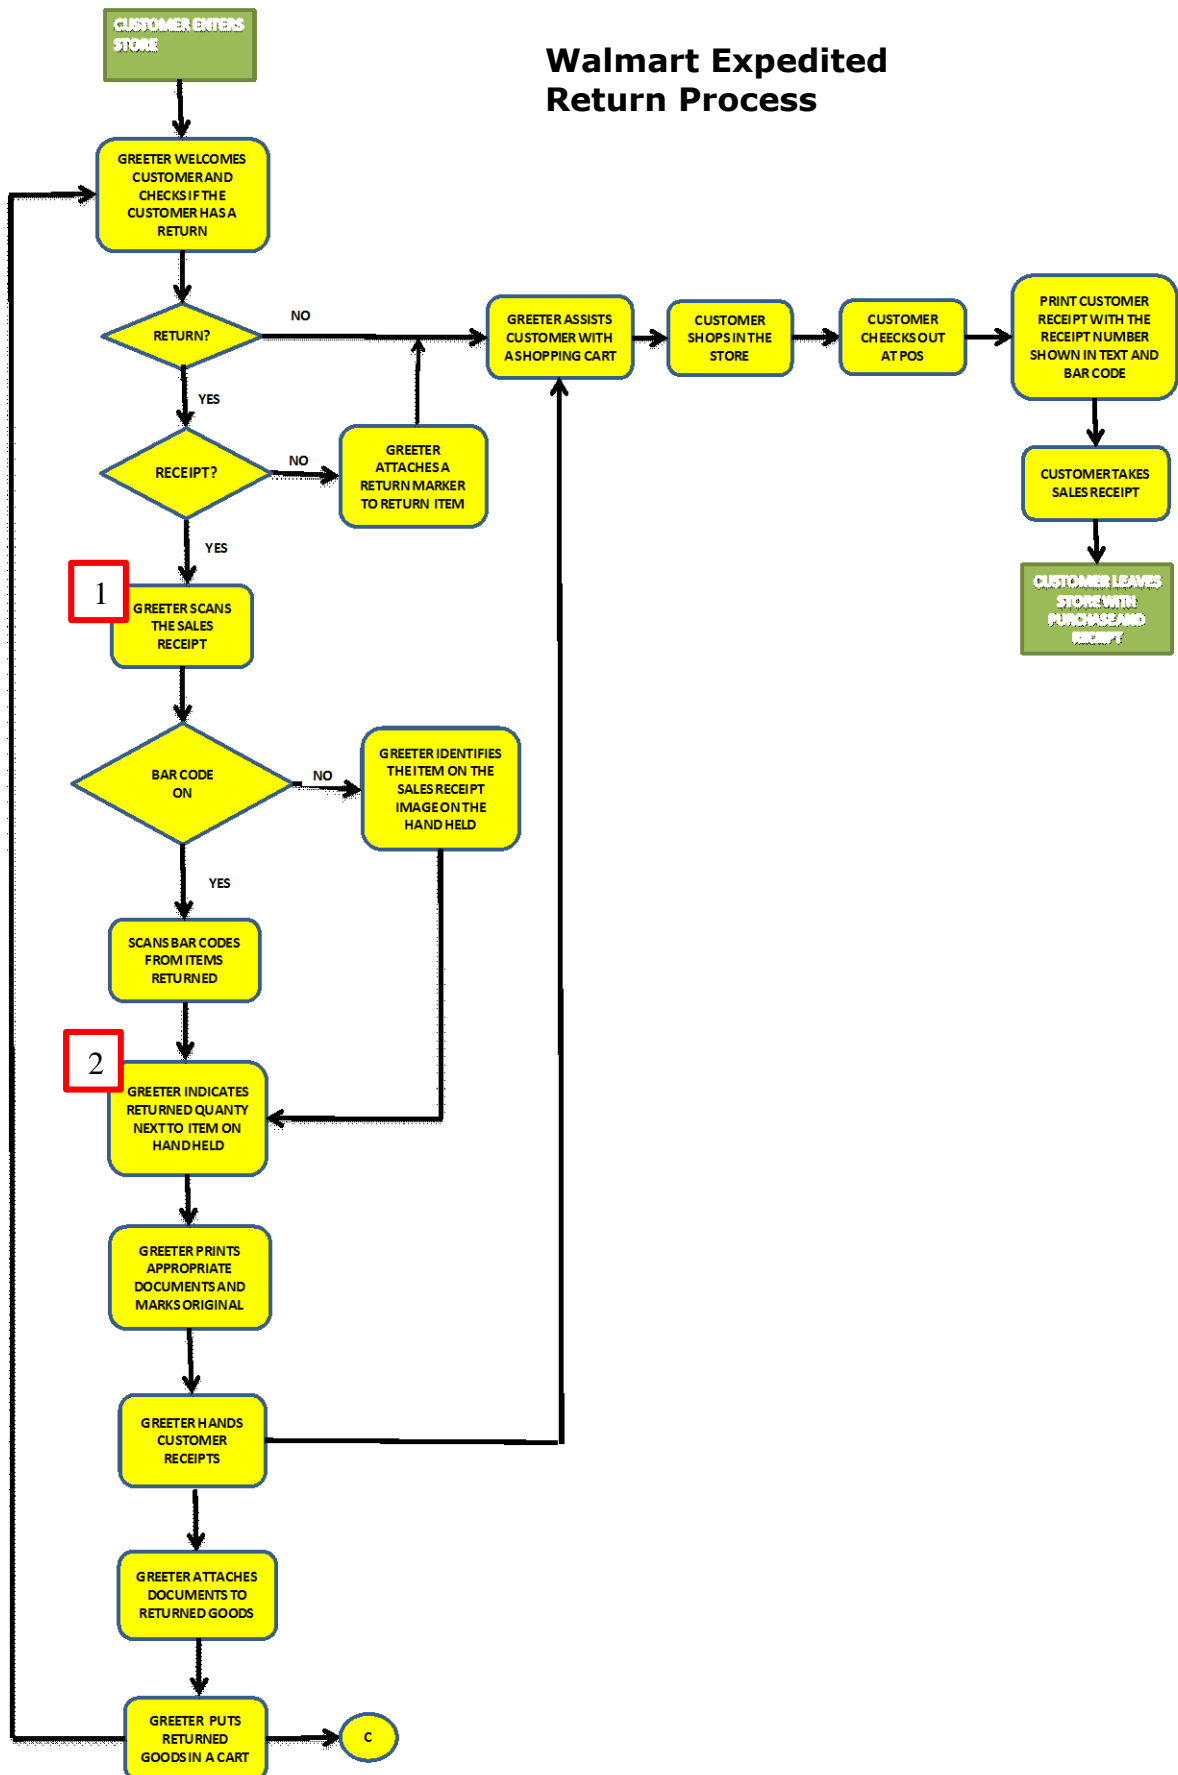 CUSTOMER ENTERS
STORE
Walmart Expedited
Return Process
GREETER WELCOMES
CUSTOMER AND
CHECKS IF THE
CUSTOMER HAS A
RETURN
RETURN?
NO
GREETER ASSISTS
CUSTOMER WITH
A SHOPPING CART
CUSTOMER
SHOPS IN THE
STORE
CUSTOMER
CHEECKS OUT
AT POS
PRINT CUSTOMER
RECEIPT WITH THE
RECEIPT NUMBER
SHOWN IN TEXT AND
BAR CODE
YES
RECEIPT?
NO
GREETER
ATTACHES A
RETURN MARKER
TO RETURN ITEM
CUSTOMER TAKES
SALES RECEIPT
YES
CUSTOMER LEAVES
STORE WITH
PURCHASE AND
RECEIPT
1
GREETER SCANS
THE SALES
RECEIPT
BAR CODE
ON
NO
GREETER IDENTIFIES
THE ITEM ON THE
SALES RECEIPT
IMAGE ON THE
HAND HELD
YES
SCANS BAR CODES
FROM ITEMS
RETURNED
2
GREETER INDICATES
RETURNED QUANTY
NEXT TO ITEM ON
HAND HELD
GREETER PRINTS
APPROPRIATE
DOCUMENTS AND
MARKS ORIGINAL
GREETER HANDS
CUSTOMER
RECEIPTS
GREETER ATTACHES
DOCUMENTS TO
RETURNED GOODS
GREETER PUTS
RETURNED
GOODS IN A CART
C